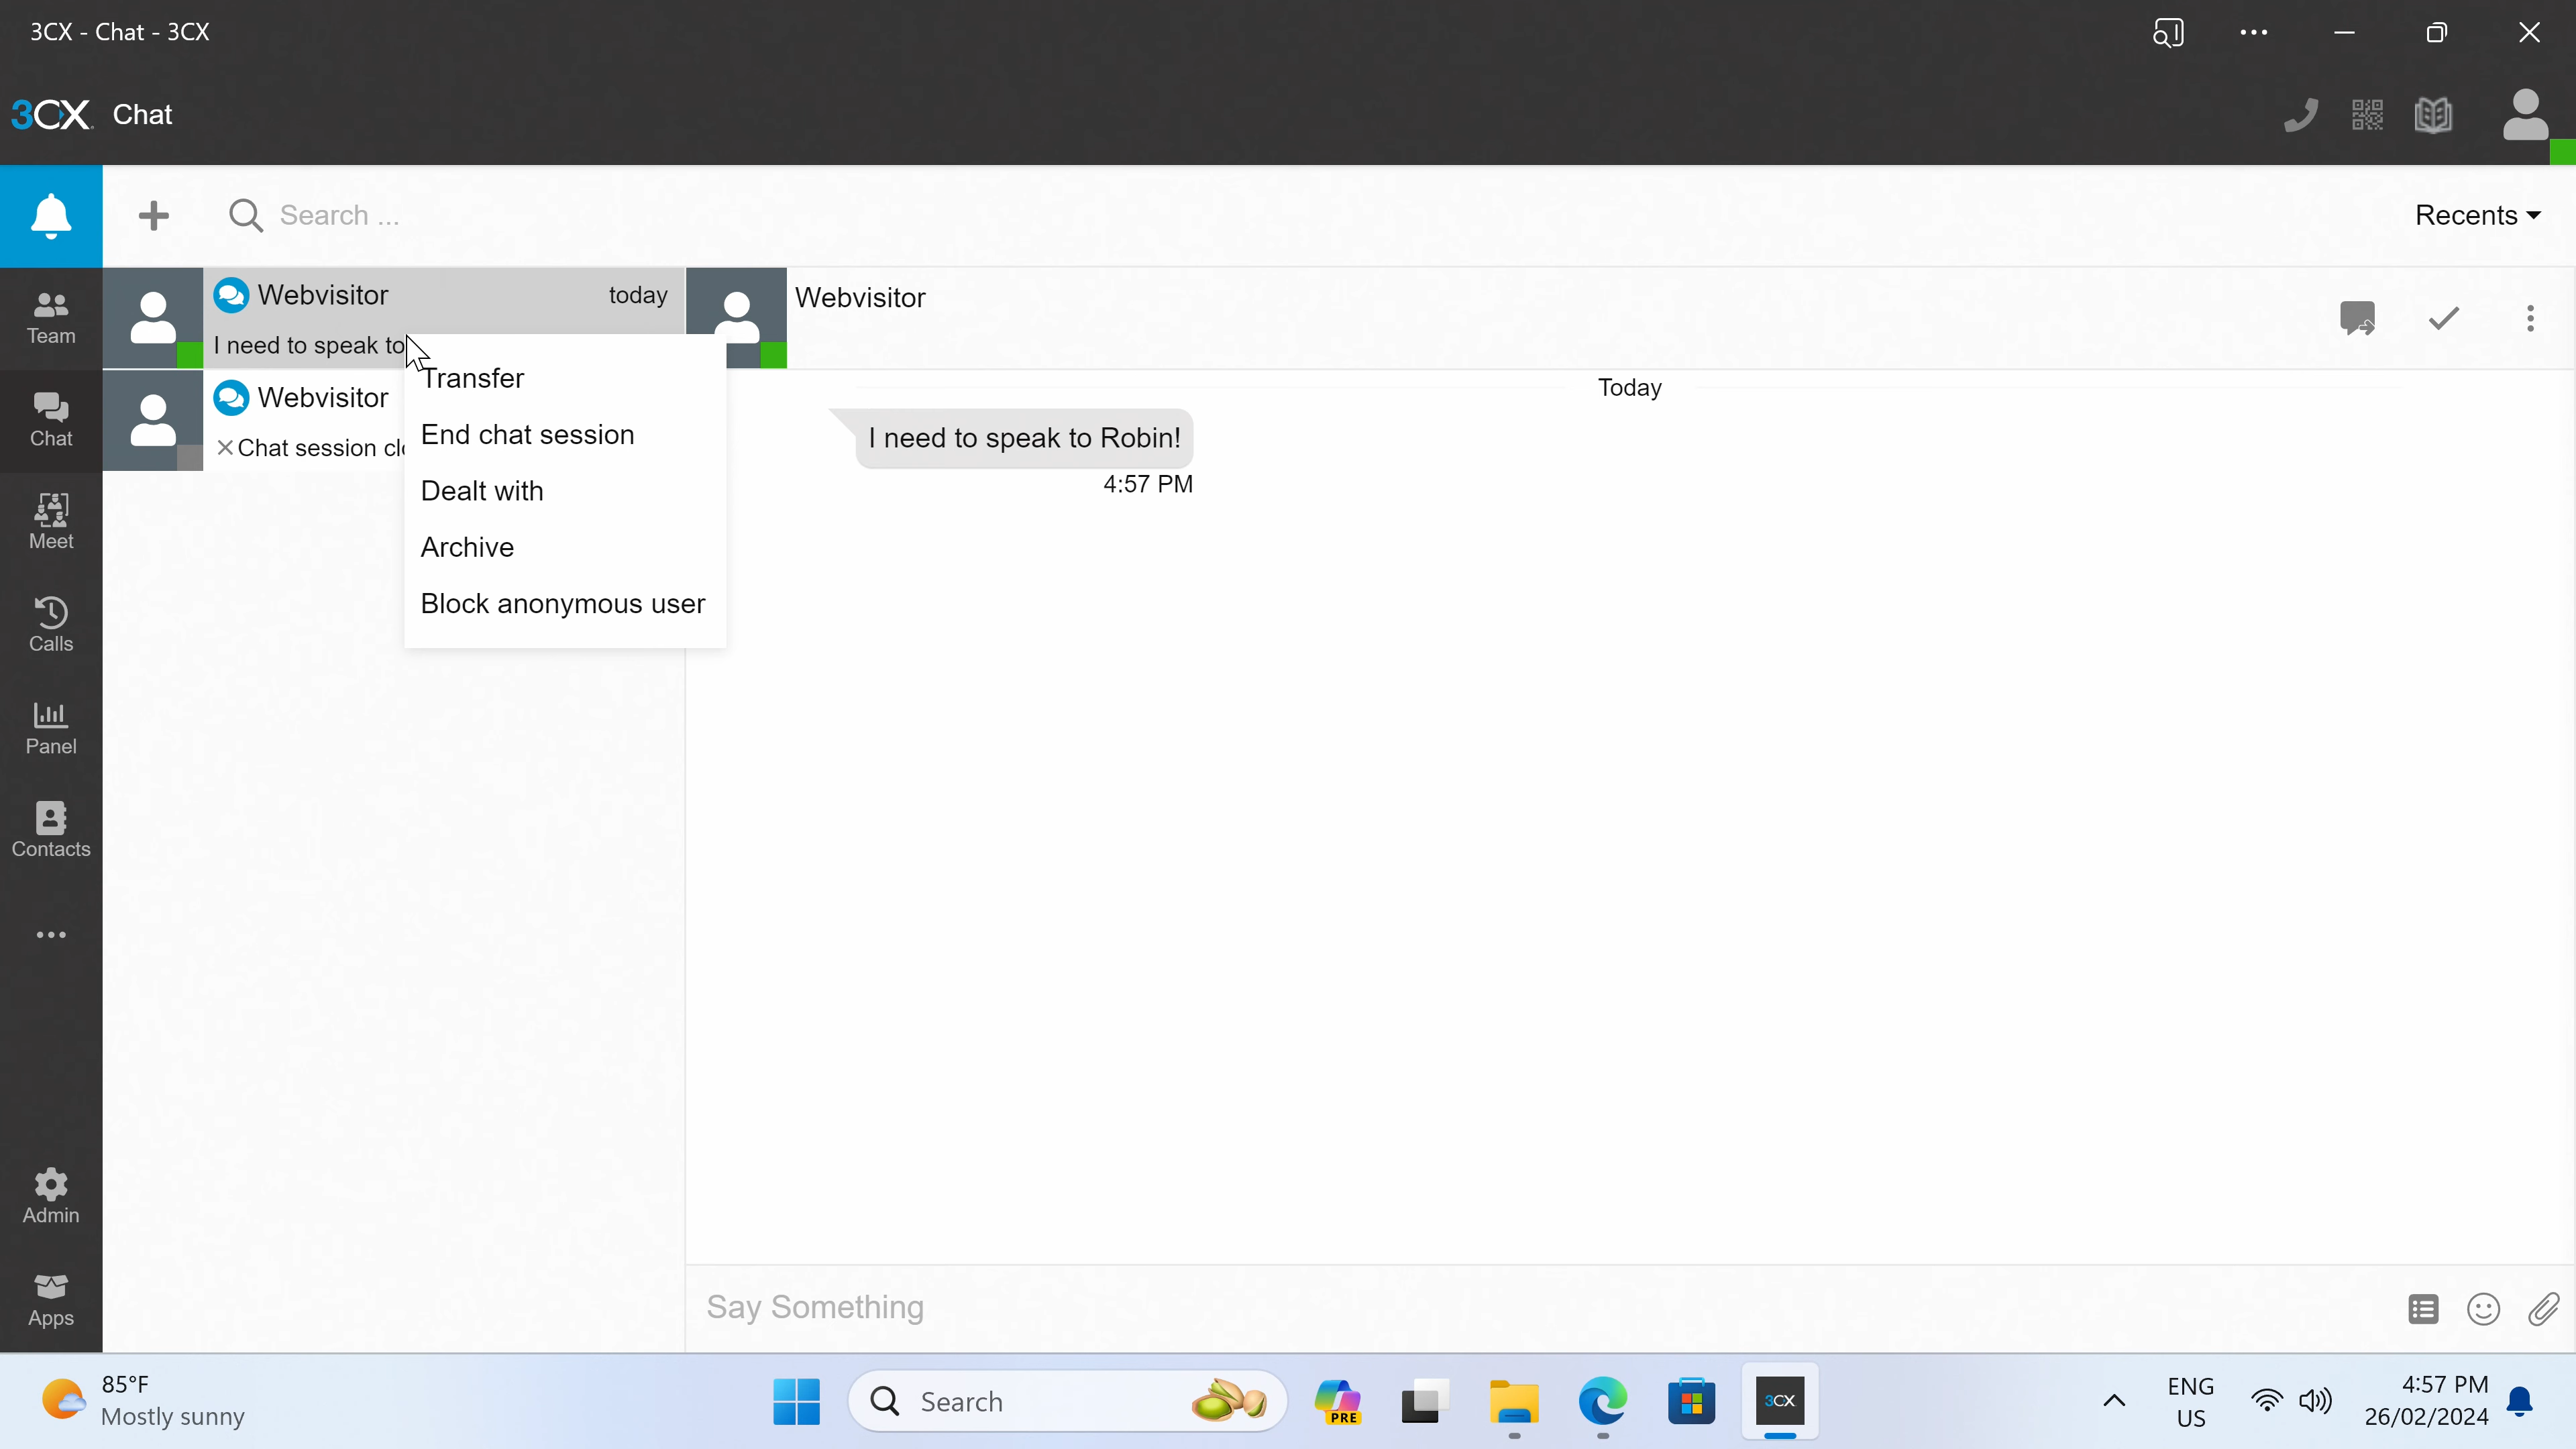 3CX - Chat - 3CX
3CX Chat
Search ...
Recents
Team
Chat
Meet
Calls
Panel
Contacts
Admin
Apps
Webvisitor today
I need to speak to
Webvisitor
Chat session clo
Transfer
End chat session
Dealt with
Archive
Block anonymous user
Webvisitor
Today
I need to speak to Robin!
4:57 PM
Say Something
85°F
Mostly sunny
Search
PRE
3CX
ENG
US
4:57 PM
26/02/2024